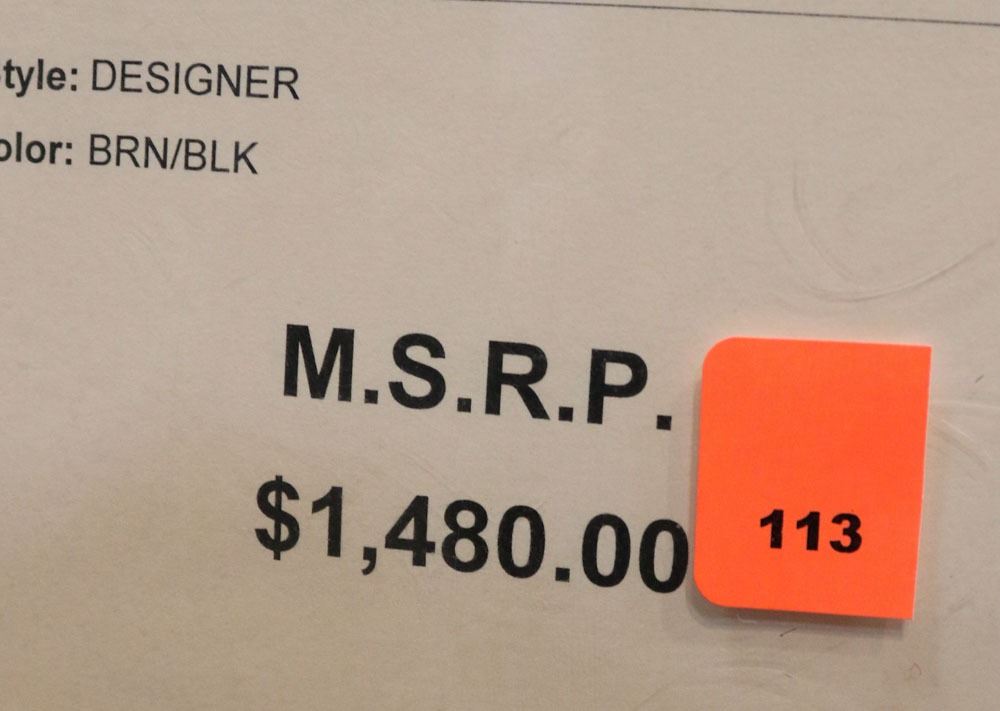 tyle: DESIGNER
olor: BRN/BLK
M.S.R.P.
$1,480.00
113